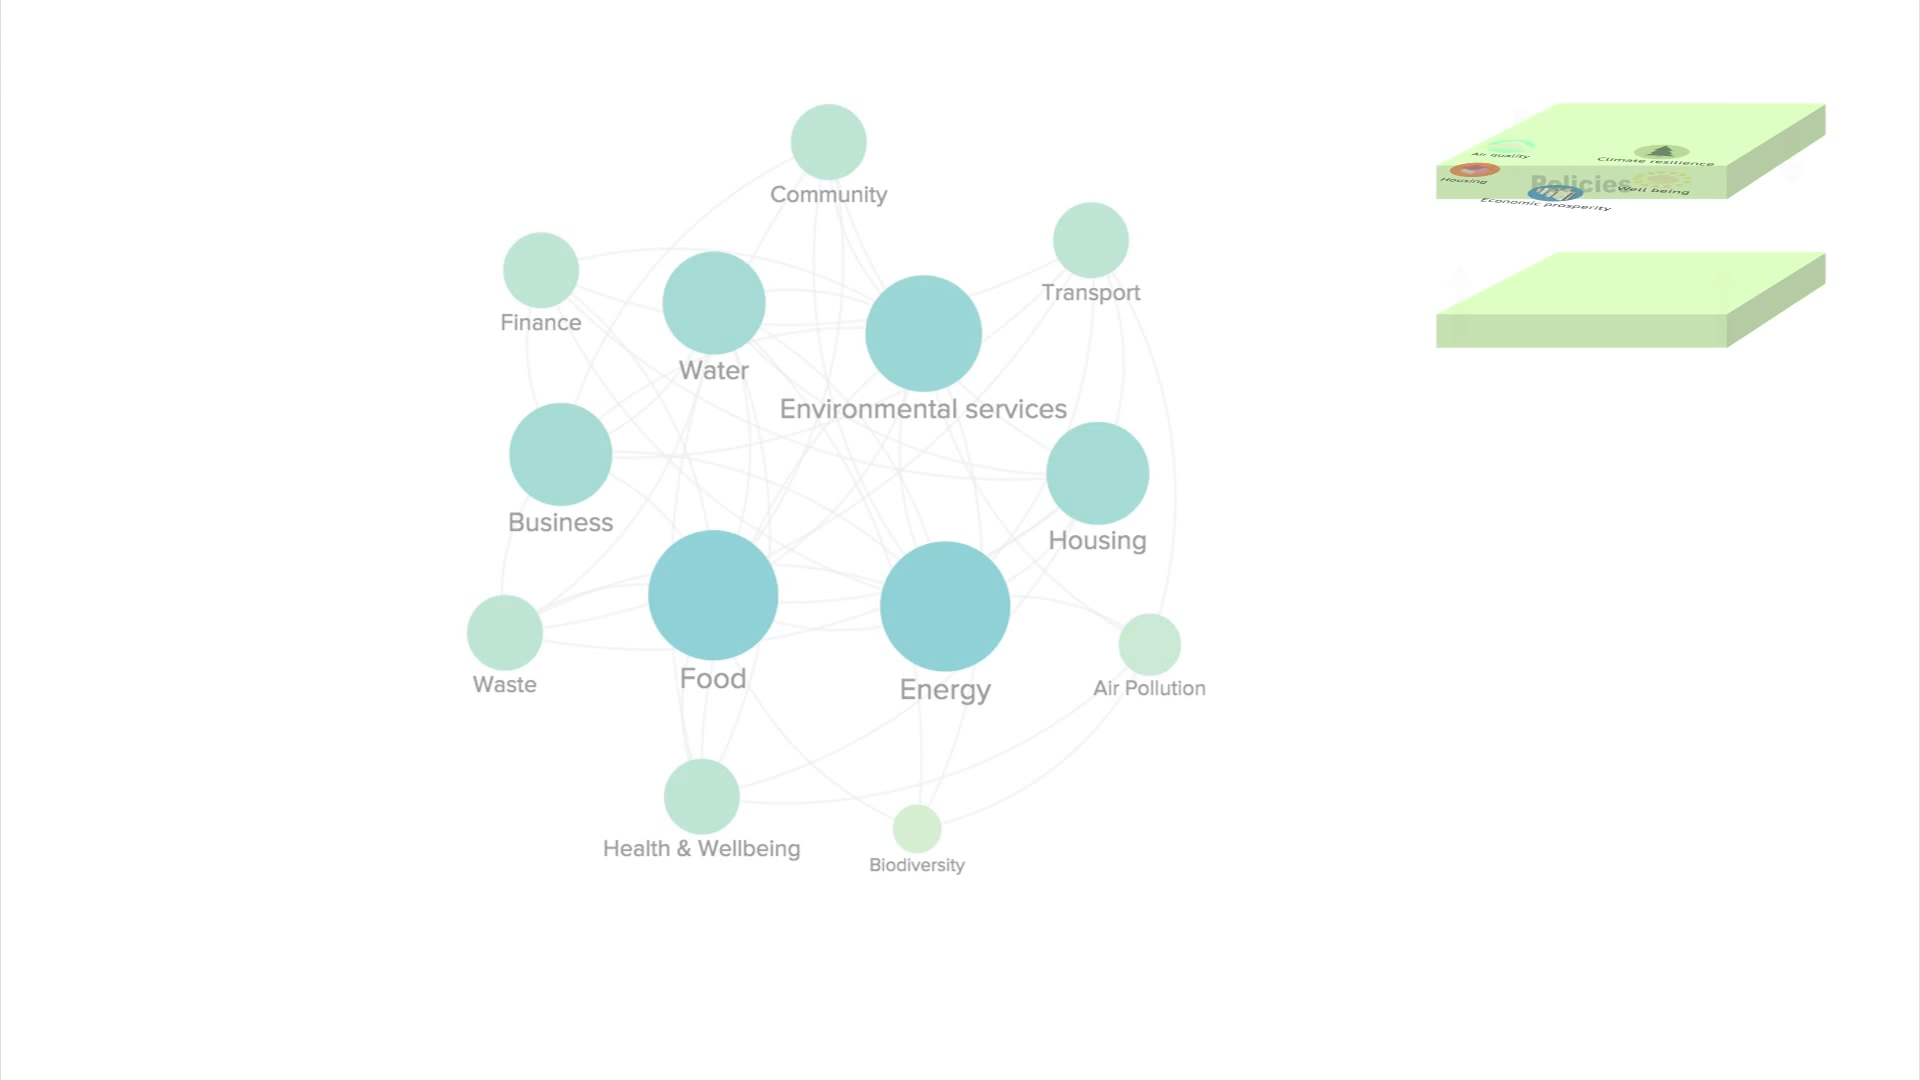 Community
Transport
Finance
Water
Environmental services
Business
Housing
Food
Energy
Waste
Air Pollution
Health & Wellbeing
Biodiversity
Air quality
Climate resilience
Housing
Policies
Well being
Economic prosperity